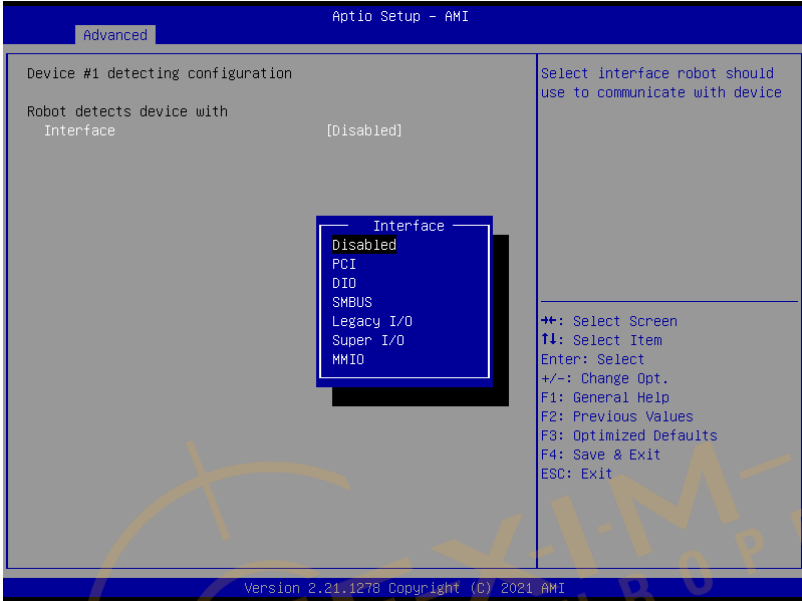 Aptio Setup – AMI
Advanced
Device #1 detecting configuration
Robot detects device with
Interface [Disabled]
Select interface robot should
use to communicate with device
Interface
Disabled
PCI
DIO
SMBUS
Legacy I/O
Super I/O
MMIO
→←: Select Screen
↑↓: Select Item
Enter: Select
+/-: Change Opt.
F1: General Help
F2: Previous Values
F3: Optimized Defaults
F4: Save & Exit
ESC: Exit
Version 2.21.1278 Copyright (C) 2021 AMI